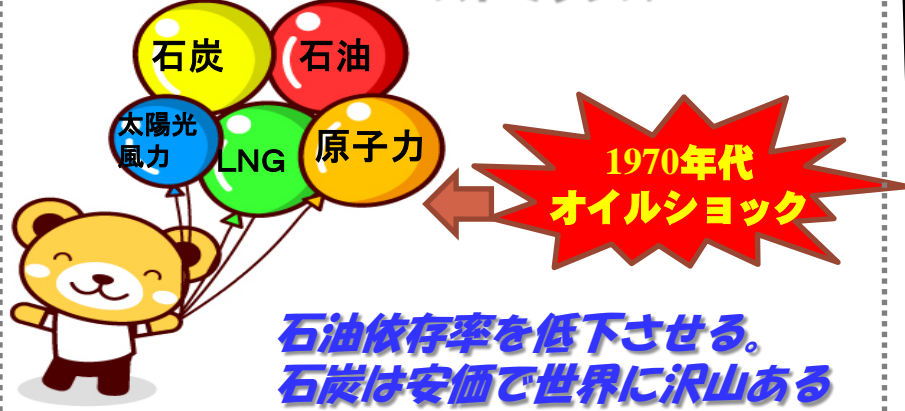 石炭
石油
太陽光
風力
LNG
原子力
1970年代
オイルショック
石油依存率を低下させる。
石炭は安価で世界に沢山ある